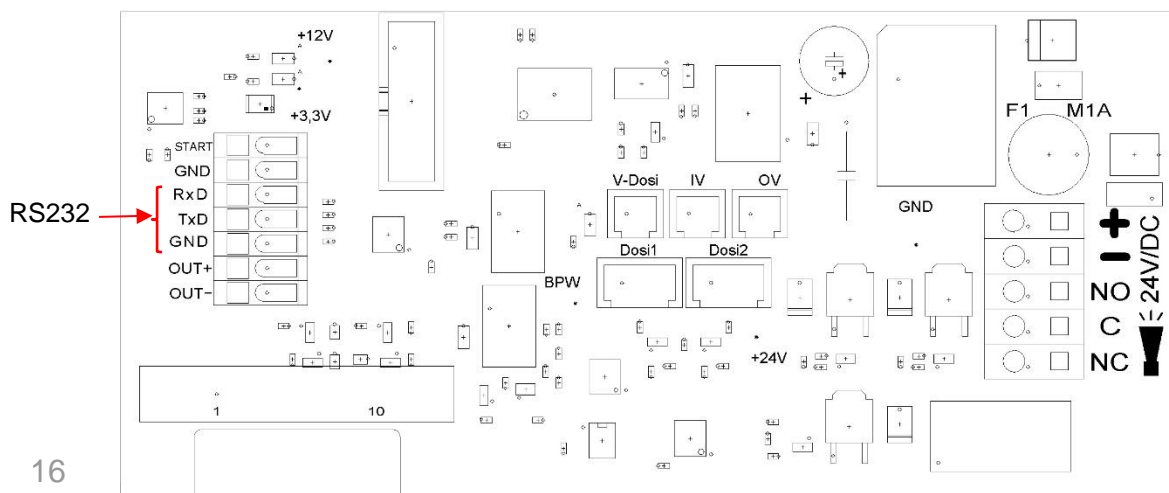 +12V
+3,3V
START
GND
RxD
TxD
GND
OUT+
OUT-
RS232
1 10
16
V-Dosi IV OV
Dosi1 Dosi2
BPW
+24V
GND
F1 M1A
+
-
24V/DC
NO
C
NC
A
A
A
+
+